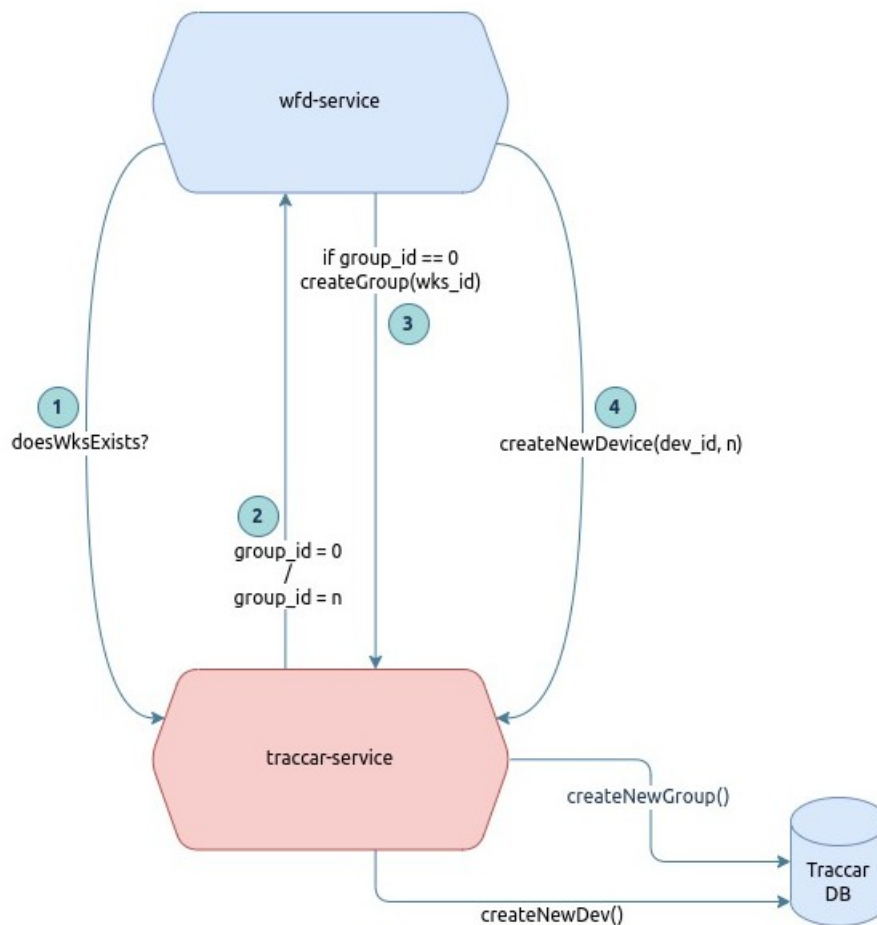 wfd-service
if group_id == 0
createGroup(wks_id)
3
1
doesWksExists?
4
createNewDevice(dev_id, n)
2
group_id = 0
/
group_id = n
traccar-service
createNewGroup()
Traccar
DB
createNewDev()